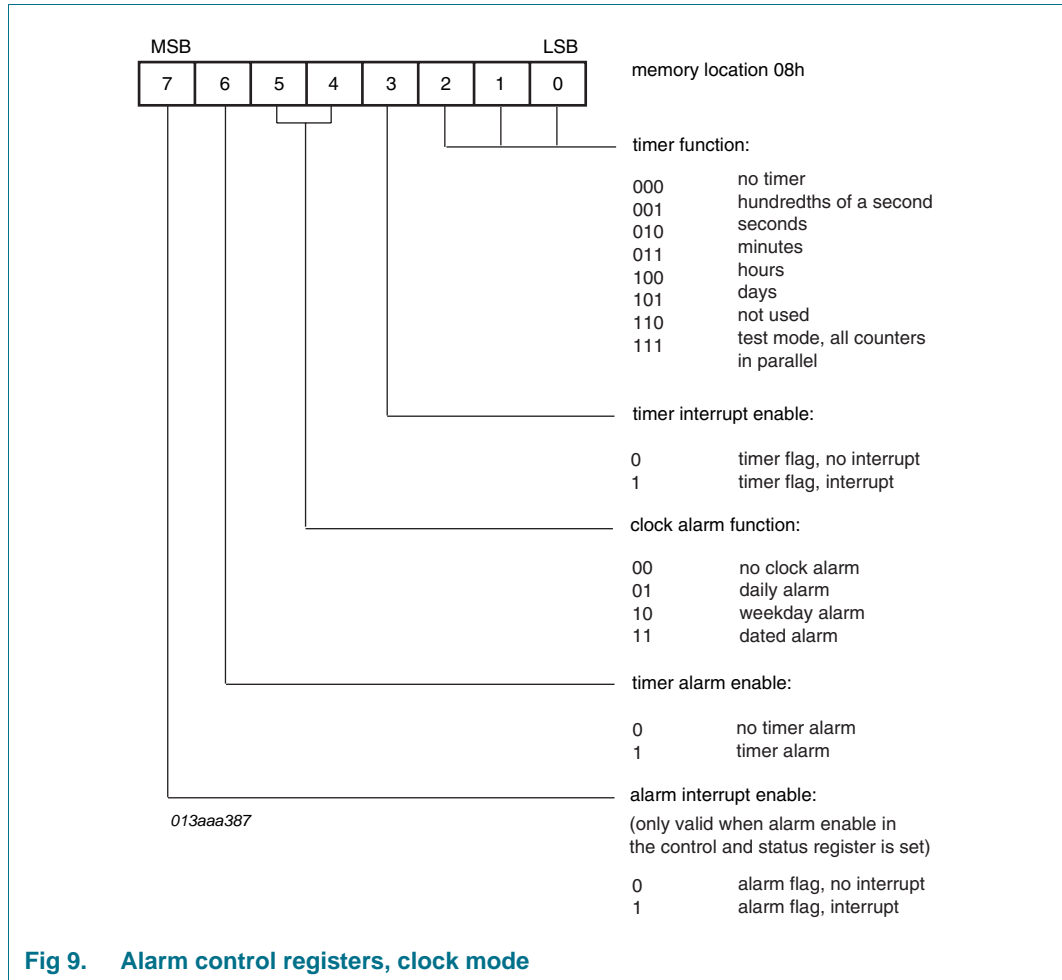 MSB LSB
7 6 5 4 3 2 1 0
memory location 08h
timer function:
000 no timer
001 hundredths of a second
010 seconds
011 minutes
100 hours
101 days
110 not used
111 test mode, all counters
in parallel
timer interrupt enable:
0 timer flag, no interrupt
1 timer flag, interrupt
clock alarm function:
00 no clock alarm
01 daily alarm
10 weekday alarm
11 dated alarm
timer alarm enable:
0 no timer alarm
1 timer alarm
alarm interrupt enable:
(only valid when alarm enable in
the control and status register is set)
0 alarm flag, no interrupt
1 alarm flag, interrupt
013aaa387
Fig 9. Alarm control registers, clock mode